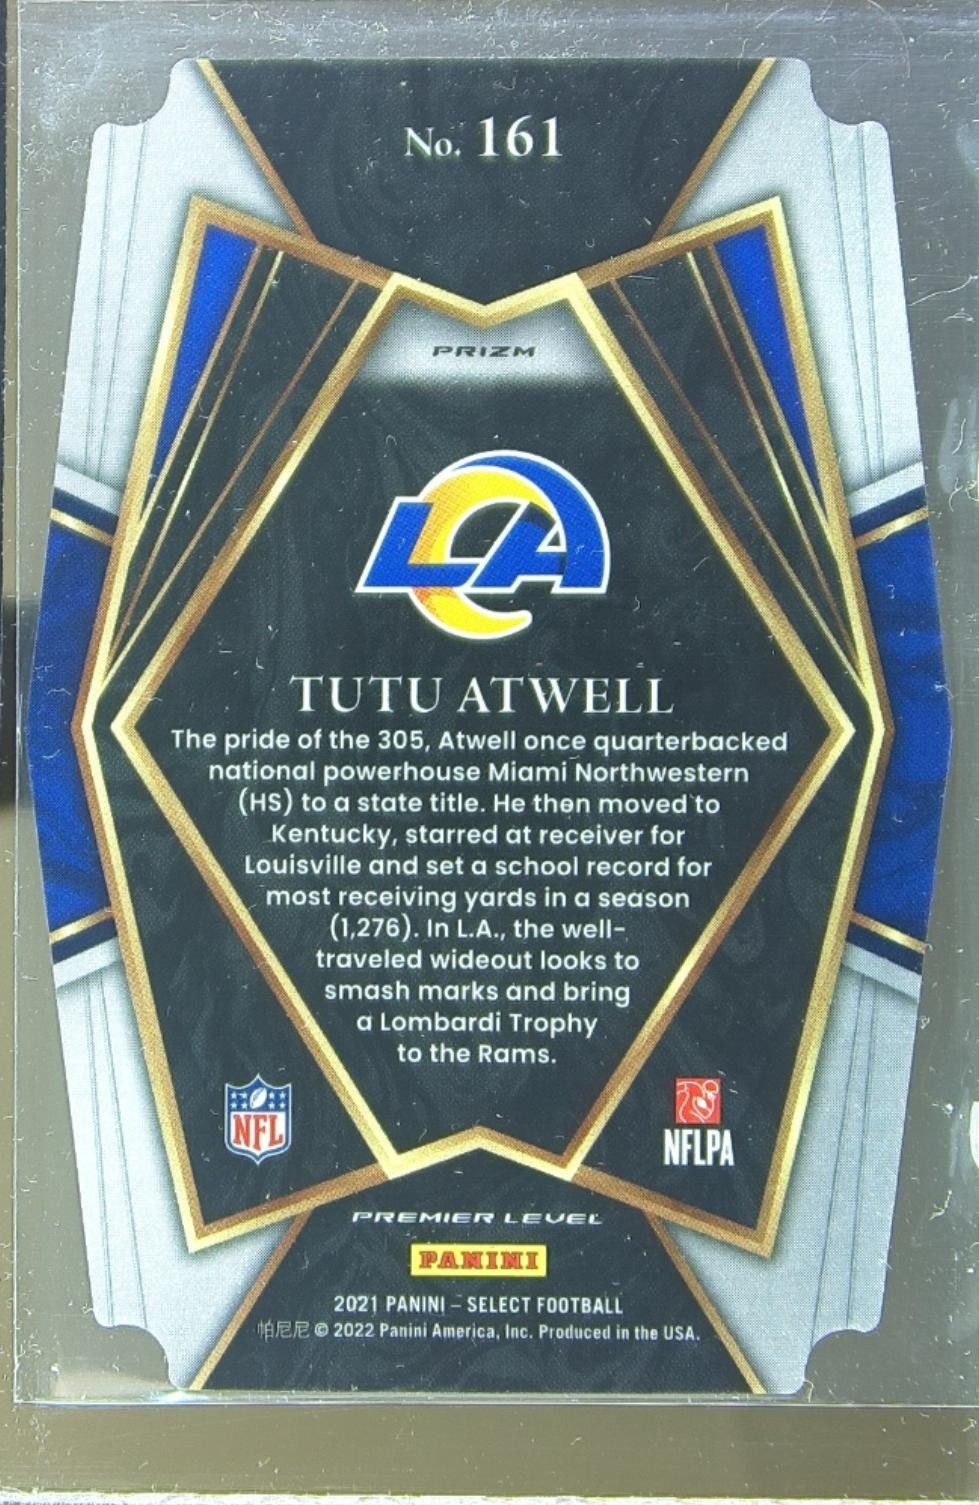 No. 161
PRIZM
LA
TUTU ATWELL
The pride of the 305, Atwell once quarterbacked
national powerhouse Miami Northwestern
(HS) to a state title. He then moved to
Kentucky, starred at receiver for
Louisville and set a school record for
most receiving yards in a season
(1,276). In L.A., the well-
traveled wideout looks to
smash marks and bring
a Lombardi Trophy
to the Rams.
NFL
NFLPA
PREMIER LEVEL
PANINI
2021 PANINI – SELECT FOOTBALL
帕尼尼 © 2022 Panini America, Inc. Produced in the USA.